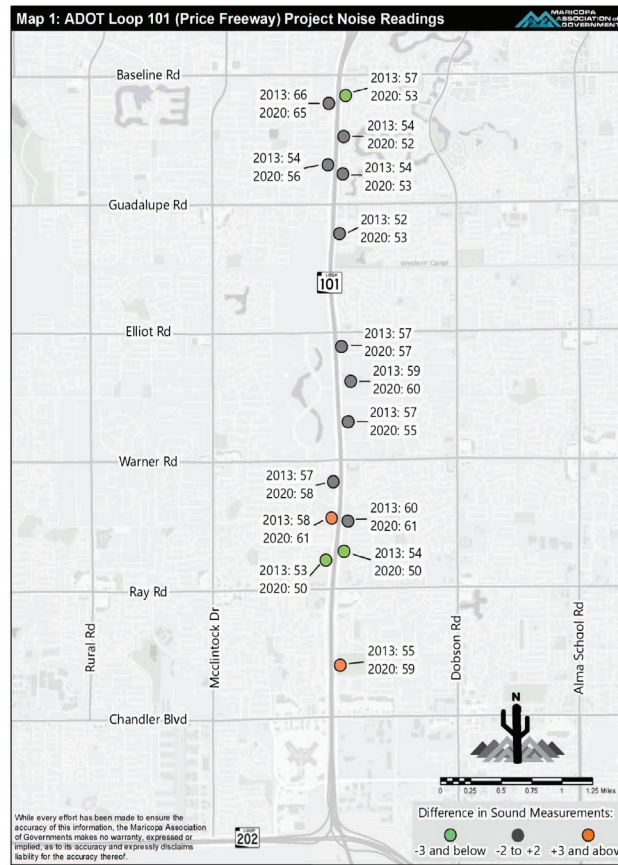 Map 1: ADOT Loop 101 (Price Freeway) Project Noise Readings
MARICOPA
ASSOCIATION of
GOVERNMENTS
Baseline Rd
2013: 57
2020: 53
2013: 66
2020: 65
2013: 54
2020: 52
2013: 54
2020: 56
2013: 54
2020: 53
Guadalupe Rd
2013: 52
2020: 53
Western Canal
LOOP
101
Elliot Rd
2013: 57
2020: 57
2013: 59
2020: 60
2013: 57
2020: 55
Warner Rd
2013: 57
2020: 58
2013: 58
2020: 61
2013: 60
2020: 61
2013: 54
2020: 50
2013: 53
2020: 50
Ray Rd
Rural Rd
Mcclintock Dr
Dobson Rd
Alma School Rd
2013: 55
2020: 59
Chandler Blvd
N
0 0.25 0.5 0.75 1.25 Miles
While every effort has been made to ensure the
accuracy of this information, the Maricopa Association
of Governments makes no warranty, expressed or
implied, as to its accuracy and expressly disclaims
liability for the accuracy thereof.
LOOP
202
Difference in Sound Measurements:
-3 and below
-2 to +2
+3 and above